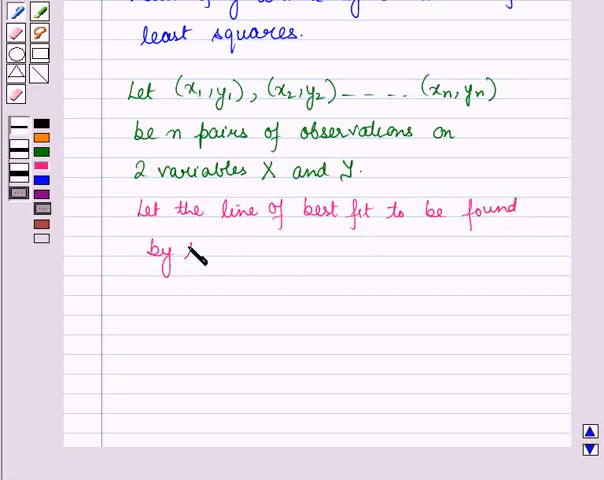 least squares.
Let (x₁,y₁), (x₂,y₂) - - - . . . (xn,yn)
be n pairs of observations on
2 variables X and Y.
Let the line of best fit to be found
by